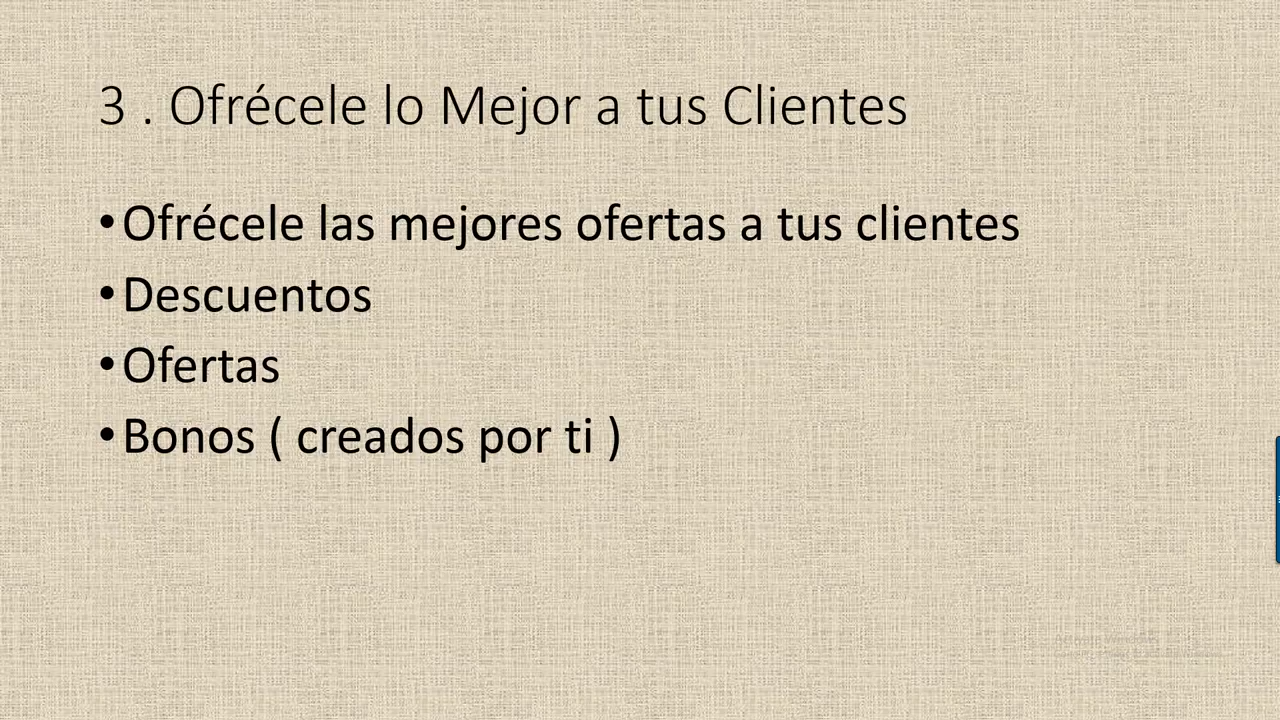 3 . Ofrécele lo Mejor a tus Clientes
•Ofrécele las mejores ofertas a tus clientes
•Descuentos
•Ofertas
•Bonos ( creados por ti )